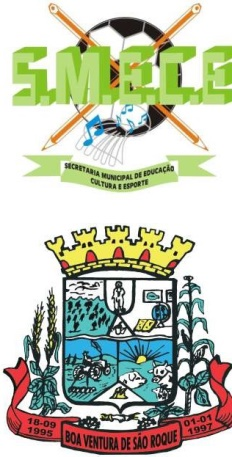 S.M.E.C.E
SECRETARIA MUNICIPAL DE EDUCAÇÃO
CULTURA E ESPORTE
18-09
1995
BOA VENTURA DE SÃO ROQUE
01-01
1997